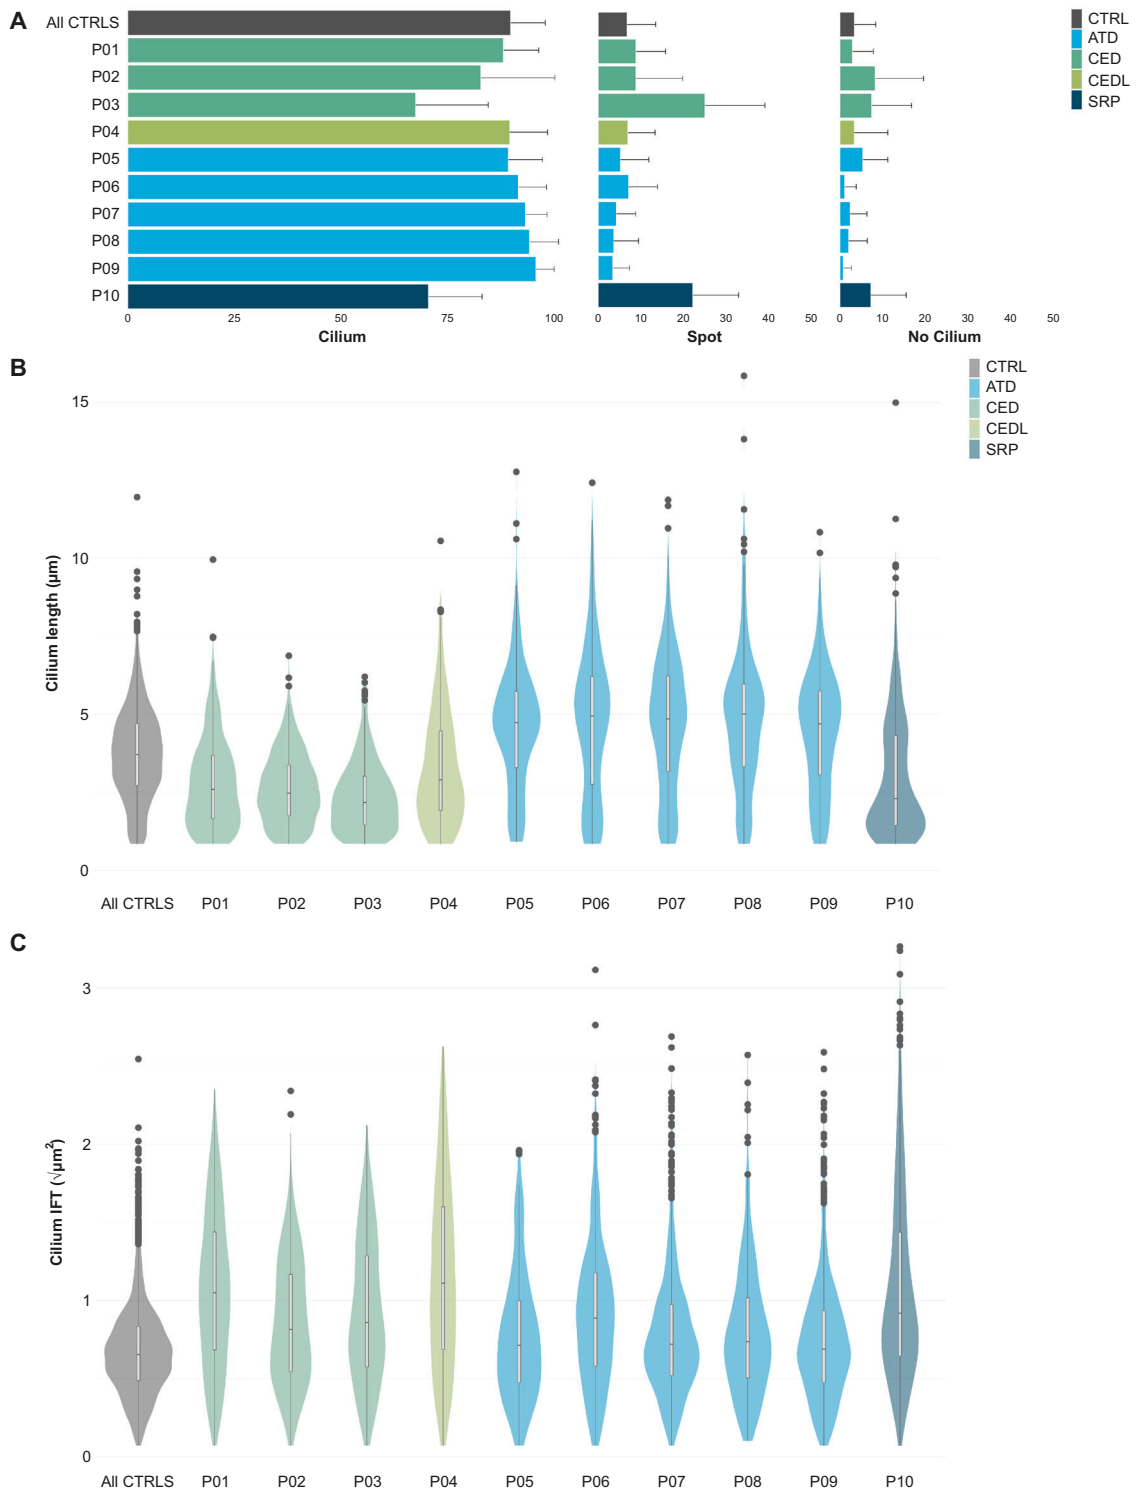 A
All CTRLS
P01
P02
P03
P04
P05
P06
P07
P08
P09
P10
0 25 50 75 100
Cilium
0 10 20 30 40 50
Spot
0 10 20 30 40 50
No Cilium
CTRL
ATD
CED
CEDL
SRP
B
CTRL
ATD
CED
CEDL
SRP
Cilium length (µm)
15
10
5
0
All CTRLS P01 P02 P03 P04 P05 P06 P07 P08 P09 P10
C
Cilium IFT (√µm²)
3
2
1
0
All CTRLS P01 P02 P03 P04 P05 P06 P07 P08 P09 P10